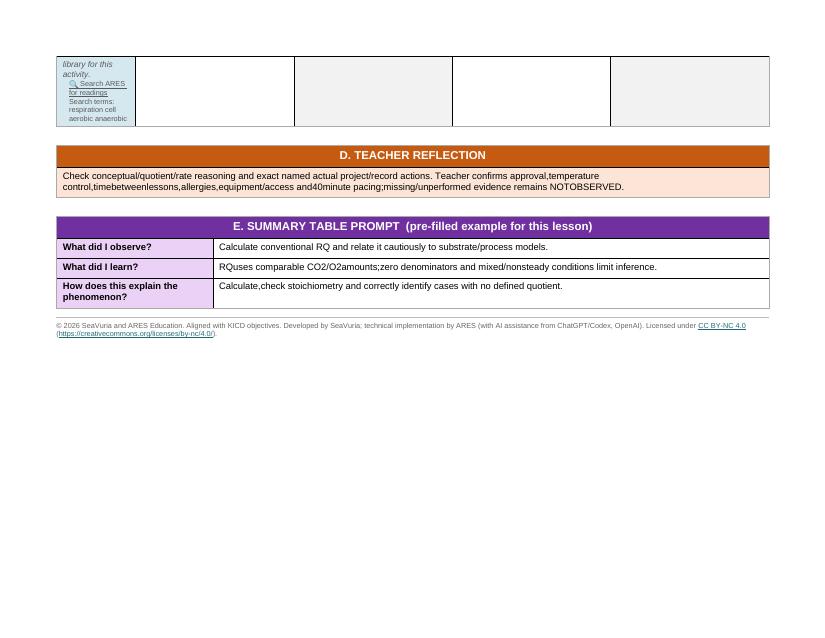 library for this
activity.
🔍 Search ARES
for readings
Search terms:
respiration cell
aerobic anaerobic
D. TEACHER REFLECTION
Check conceptual/quotient/rate reasoning and exact named actual project/record actions. Teacher confirms approval,temperature
control,timebetweenlessons,allergies,equipment/access and40minute pacing;missing/unperformed evidence remains NOTOBSERVED.
E. SUMMARY TABLE PROMPT (pre-filled example for this lesson)
What did I observe?
Calculate conventional RQ and relate it cautiously to substrate/process models.
What did I learn?
RQuses comparable CO2/O2amounts;zero denominators and mixed/nonsteady conditions limit inference.
How does this explain the
phenomenon?
Calculate,check stoichiometry and correctly identify cases with no defined quotient.
© 2026 SeaVuria and ARES Education. Aligned with KICD objectives. Developed by SeaVuria; technical implementation by ARES (with AI assistance from ChatGPT/Codex, OpenAI). Licensed under CC BY-NC 4.0
(https://creativecommons.org/licenses/by-nc/4.0/).